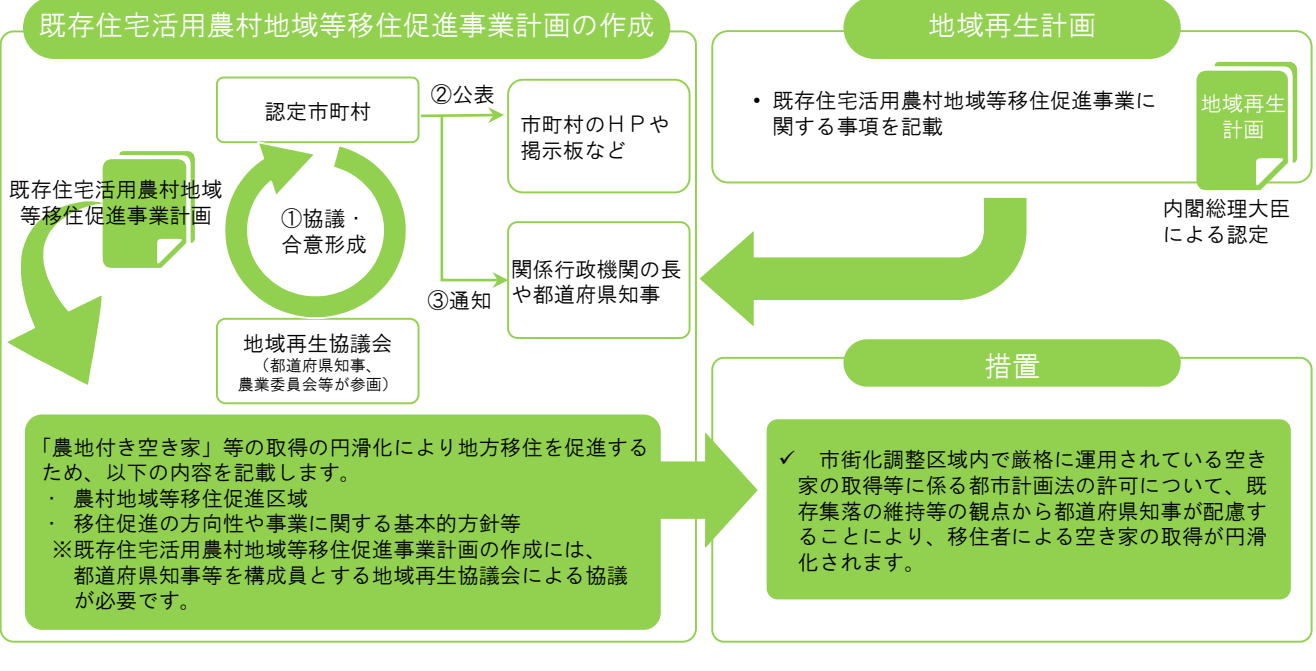 既存住宅活用農村地域等移住促進事業計画の作成
認定市町村
②公表
市町村のＨＰや
掲示板など
既存住宅活用農村地域
等移住促進事業計画
①協議・
合意形成
③通知
関係行政機関の長
や都道府県知事
地域再生協議会
（都道府県知事、
農業委員会等が参画）
「農地付き空き家」等の取得の円滑化により地方移住を促進する
ため、以下の内容を記載します。
・ 農村地域等移住促進区域
・ 移住促進の方向性や事業に関する基本的方針等
※既存住宅活用農村地域等移住促進事業計画の作成には、
都道府県知事等を構成員とする地域再生協議会による協議
が必要です。
地域再生計画
• 既存住宅活用農村地域等移住促進事業に
関する事項を記載
地域再生
計画
内閣総理大臣
による認定
措置
✓ 市街化調整区域内で厳格に運用されている空き
家の取得等に係る都市計画法の許可について、既
存集落の維持等の観点から都道府県知事が配慮す
ることにより、移住者による空き家の取得が円滑
化されます。